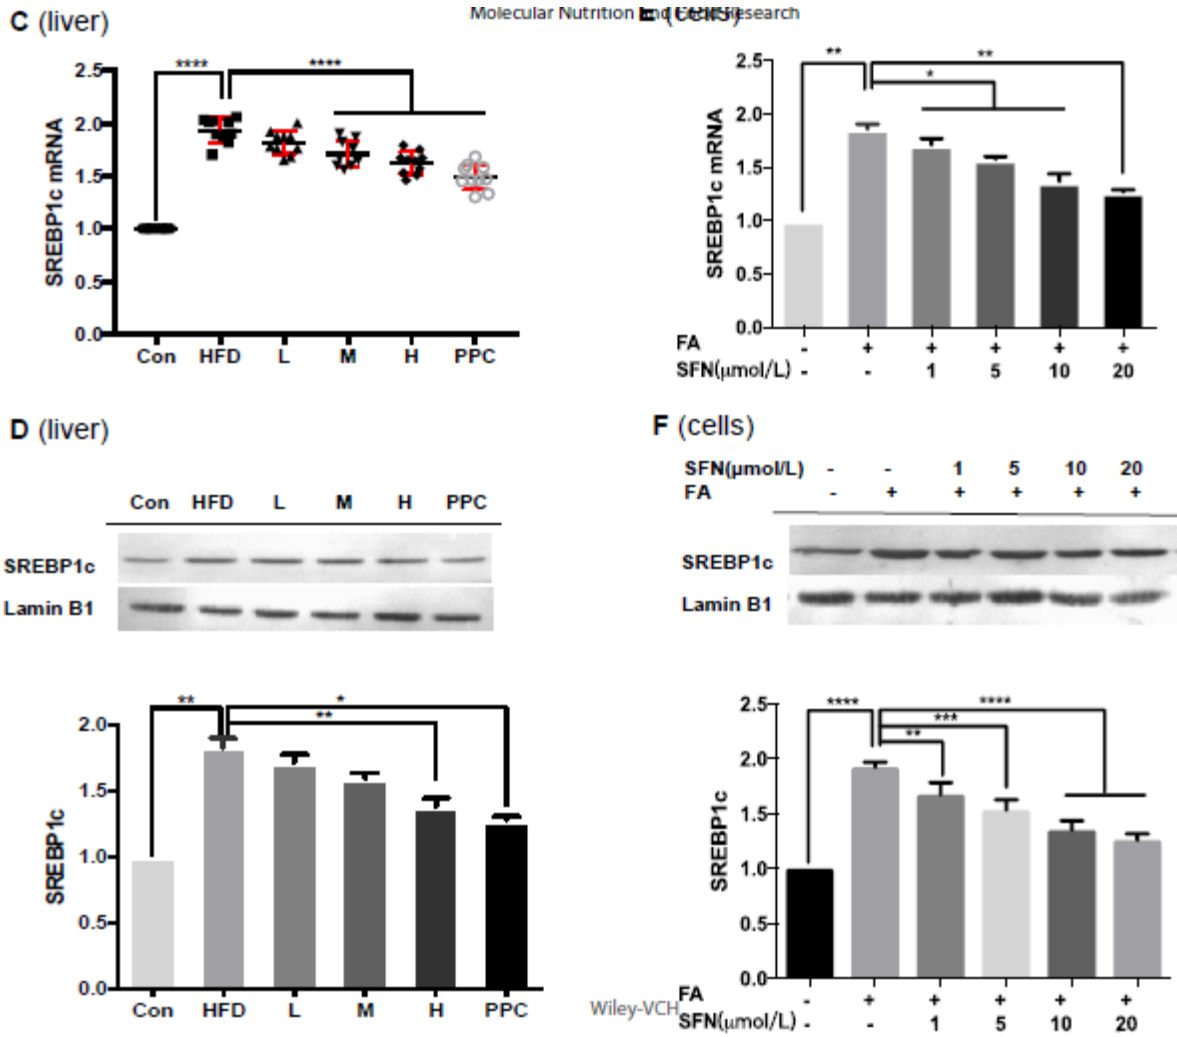 Molecular Nutrition and Food Research
C (liver)
**** ****
2.5
2.0
1.5
1.0
0.5
0.0
SREBP1c mRNA
Con HFD L M H PPC
E (cells)
** ** *
2.5
2.0
1.5
1.0
0.5
0.0
SREBP1c mRNA
FA - + + + + +
SFN(μmol/L) - - 1 5 10 20
D (liver)
Con HFD L M H PPC
SREBP1c
Lamin B1
** * **
2.0
1.5
1.0
0.5
0.0
SREBP1c
Con HFD L M H PPC
F (cells)
SFN(μmol/L) - - 1 5 10 20
FA - + + + + +
SREBP1c
Lamin B1
**** **** *** **
2.5
2.0
1.5
1.0
0.5
0.0
SREBP1c
FA - + + + + +
SFN(μmol/L) - - 1 5 10 20
Wiley-VCH